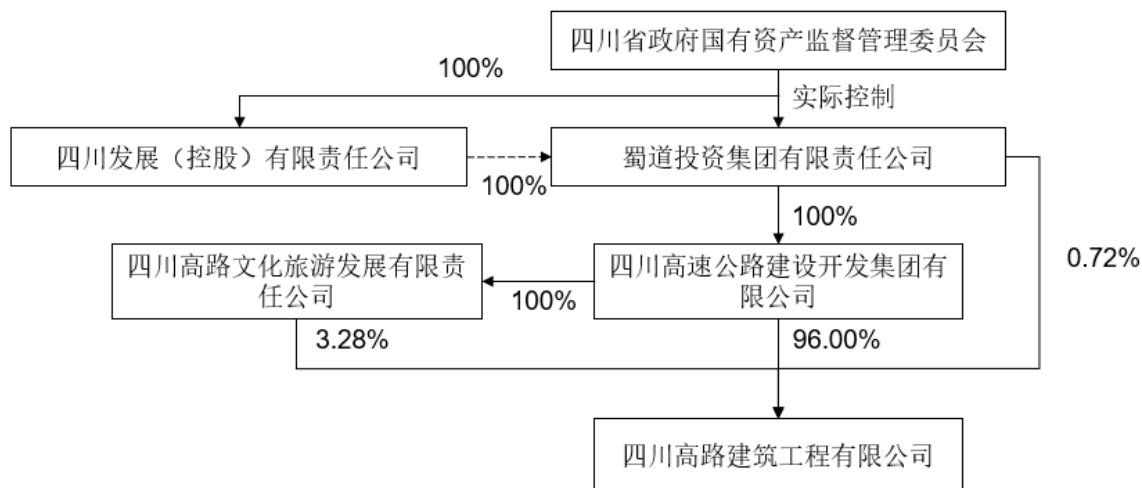 四川省政府国有资产监督管理委员会
100%
实际控制
四川发展（控股）有限责任公司
100%
蜀道投资集团有限责任公司
100%
0.72%
四川高路文化旅游发展有限责
任公司
100%
四川高速公路建设开发集团有
限公司
3.28%
96.00%
四川高路建筑工程有限公司